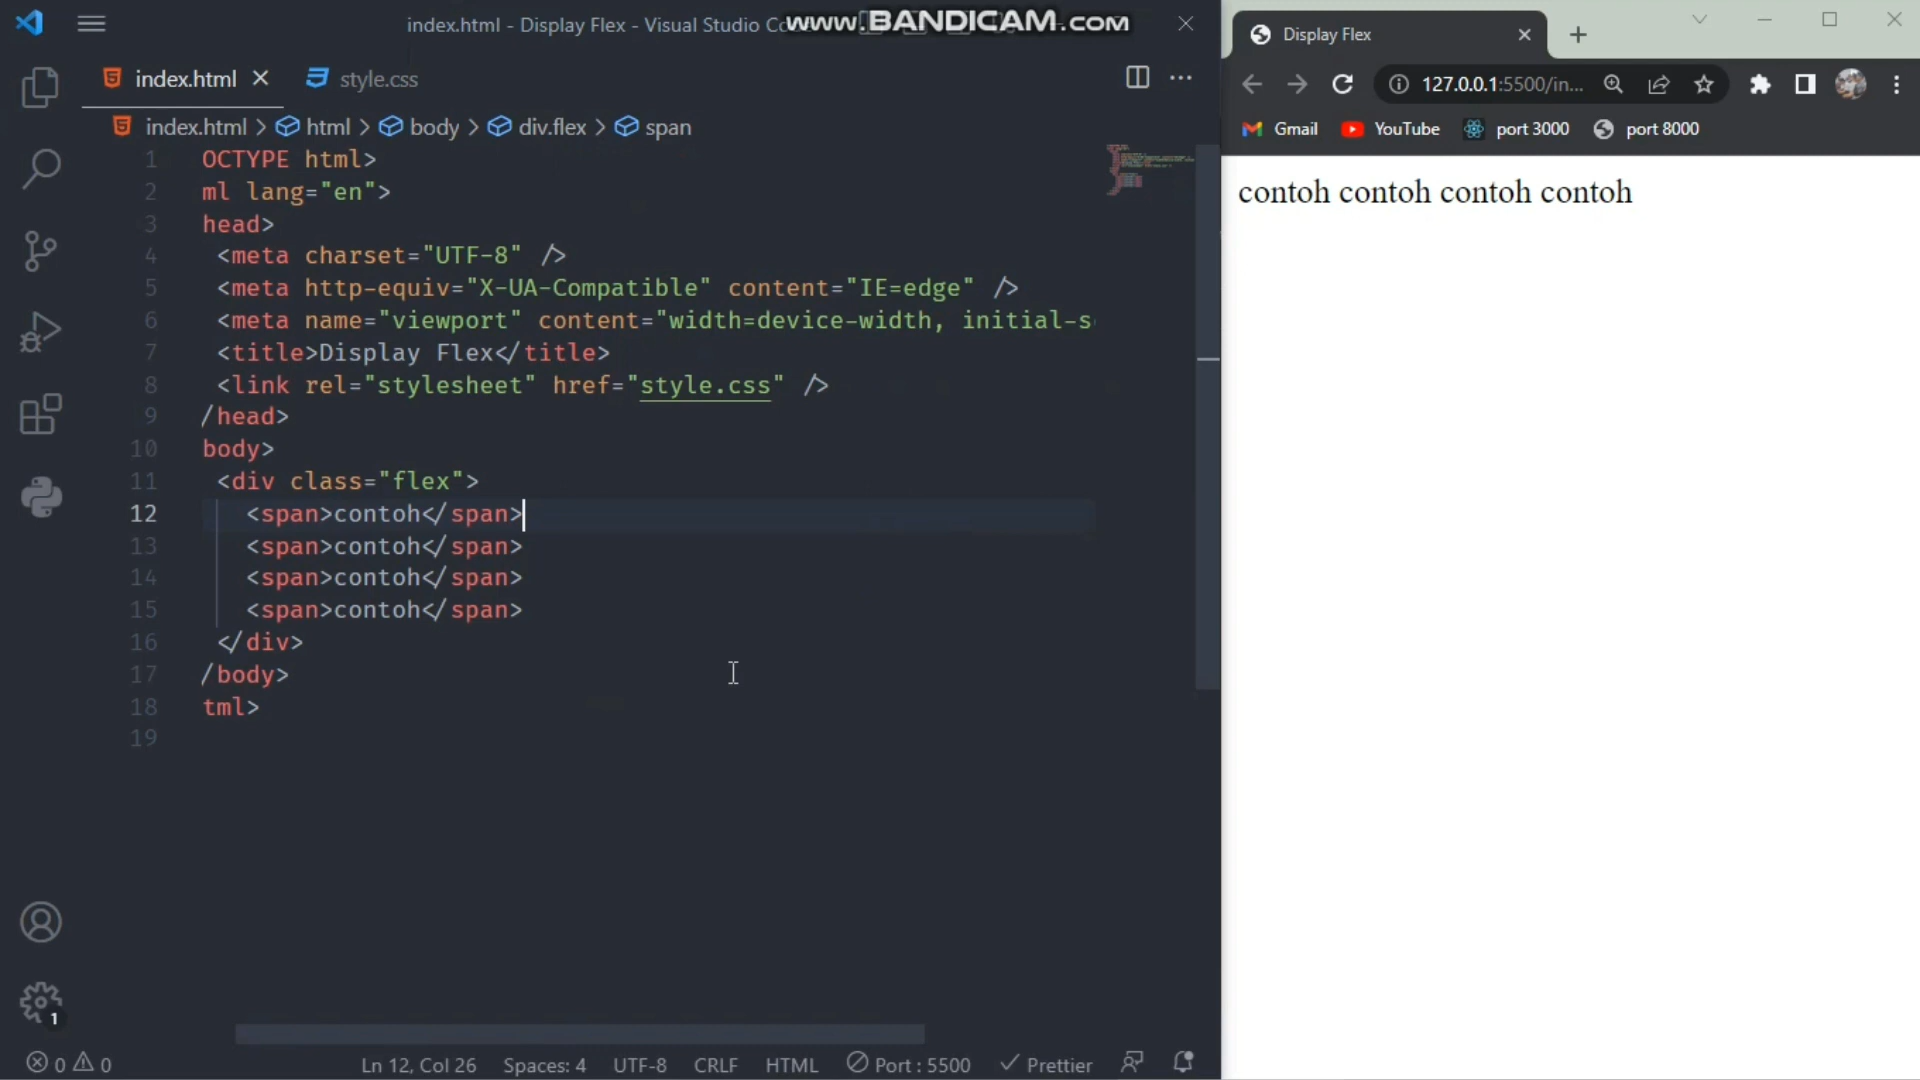 index.html - Display Flex - Visual Studio Co
www.BANDICAM.com
index.html
style.css
index.html > html > body > div.flex > span
1 OCTYPE html>
2 ml lang="en">
3 head>
4 <meta charset="UTF-8" />
5 <meta http-equiv="X-UA-Compatible" content="IE=edge" />
6 <meta name="viewport" content="width=device-width, initial-s
7 <title>Display Flex</title>
8 <link rel="stylesheet" href="style.css" />
9 /head>
10 body>
11 <div class="flex">
12 <span>contoh</span>
13 <span>contoh</span>
14 <span>contoh</span>
15 <span>contoh</span>
16 </div>
17 /body>
18 tml>
19
1
0 0
Ln 12, Col 26
Spaces: 4
UTF-8
CRLF
HTML
Port : 5500
Prettier
Display Flex
127.0.0.1:5500/in...
Gmail
YouTube
port 3000
port 8000
contoh contoh contoh contoh